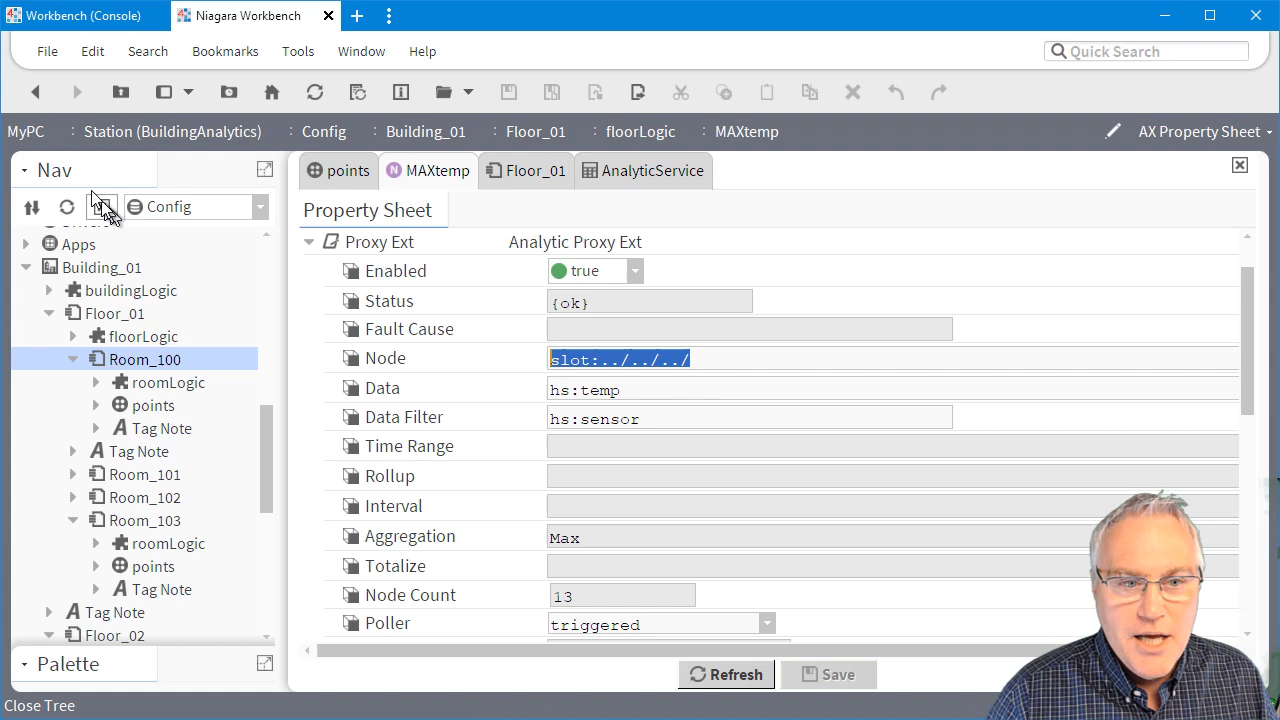 Workbench (Console)
Niagara Workbench
File Edit Search Bookmarks Tools Window Help
Quick Search
MyPC : Station (BuildingAnalytics) : Config : Building_01 : Floor_01 : floorLogic : MAXtemp
AX Property Sheet
Nav
Config
Apps
Building_01
buildingLogic
Floor_01
floorLogic
Room_100
roomLogic
points
Tag Note
Tag Note
Room_101
Room_102
Room_103
roomLogic
points
Tag Note
Tag Note
Floor_02
Palette
points
MAXtemp
Floor_01
AnalyticService
Property Sheet
Proxy Ext Analytic Proxy Ext
Enabled true
Status {ok}
Fault Cause
Node slot:../../../
Data hs:temp
Data Filter hs:sensor
Time Range
Rollup
Interval
Aggregation Max
Totalize
Node Count 13
Poller triggered
Refresh
Save
Close Tree